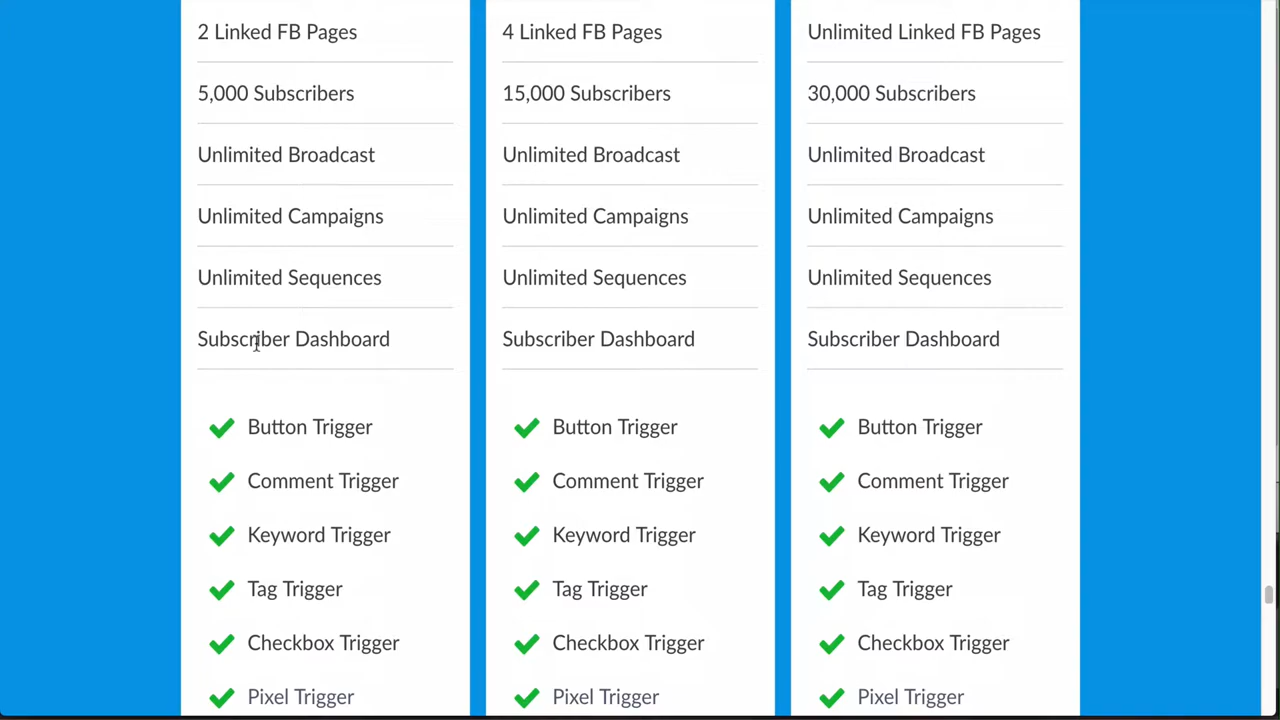 2 Linked FB Pages
5,000 Subscribers
Unlimited Broadcast
Unlimited Campaigns
Unlimited Sequences
Subscriber Dashboard
Button Trigger
Comment Trigger
Keyword Trigger
Tag Trigger
Checkbox Trigger
Pixel Trigger
4 Linked FB Pages
15,000 Subscribers
Unlimited Broadcast
Unlimited Campaigns
Unlimited Sequences
Subscriber Dashboard
Button Trigger
Comment Trigger
Keyword Trigger
Tag Trigger
Checkbox Trigger
Pixel Trigger
Unlimited Linked FB Pages
30,000 Subscribers
Unlimited Broadcast
Unlimited Campaigns
Unlimited Sequences
Subscriber Dashboard
Button Trigger
Comment Trigger
Keyword Trigger
Tag Trigger
Checkbox Trigger
Pixel Trigger